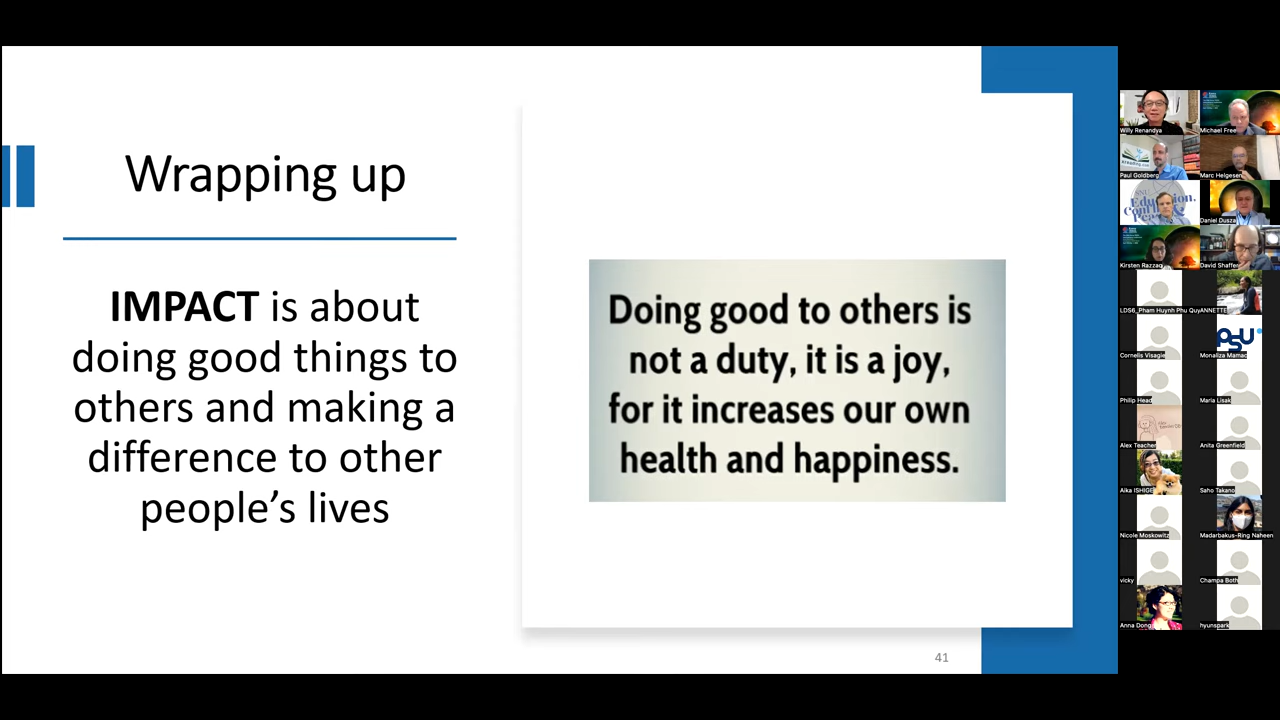 Wrapping up
IMPACT is about
doing good things to
others and making a
difference to other
people's lives
Doing good to others is
not a duty, it is a joy,
for it increases our own
health and happiness.
41
Willy Renandya
Michael Free
Paul Goldberg
Marc Helgesen
Daniel Dusza
Kirsten Razzaq
David Shaffer
LDS6_Pham Huynh Phu Quy
ANNETTE
Cornelis Visagie
psu
Monaliza Mamac
Philip Head
Maria Lisak
Alex Teacher
Anita Greenfield
Aika ISHIGE
Saho Takano
Nicole Moskowitz
Madarbakus-Ring Naheen
vicky
Champa Both
Anna Dong
hyunspark